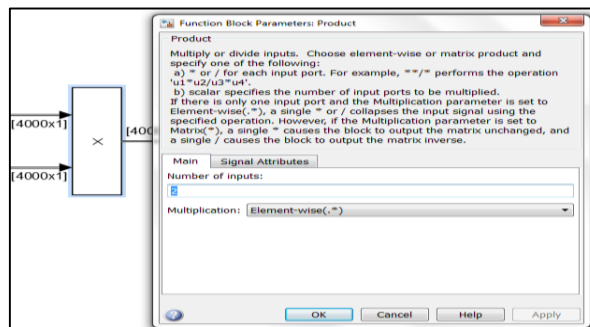 Function Block Parameters: Product
Product
Multiply or divide inputs. Choose element-wise or matrix product and
specify one of the following:
a) * or / for each input port. For example, **/* performs the operation
'u1*u2/u3*u4'.
b) scalar specifies the number of input ports to be multiplied.
If there is only one input port and the Multiplication parameter is set to
Element-wise(.*), a single * or / collapses the input signal using the
specified operation. However, if the Multiplication parameter is set to
Matrix(*), a single * causes the block to output the matrix unchanged, and
a single / causes the block to output the matrix inverse.
Main Signal Attributes
Number of inputs:
2
Multiplication: Element-wise(.*)
OK Cancel Help Apply
[4000x1]
×
[400
[4000x1]